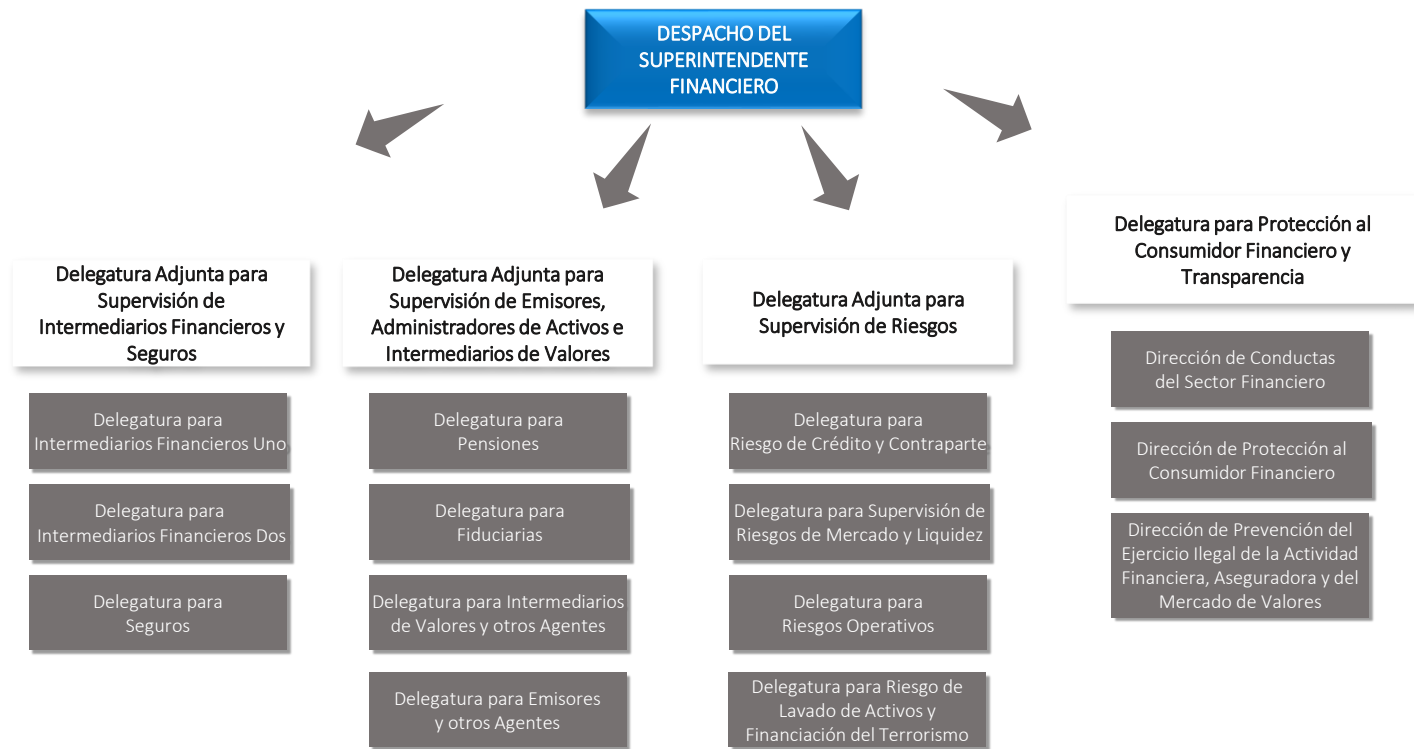 DESPACHO DEL
SUPERINTENDENTE
FINANCIERO
Delegatura Adjunta para
Supervisión de
Intermediarios Financieros y
Seguros
Delegatura para
Intermediarios Financieros Uno
Delegatura para
Intermediarios Financieros Dos
Delegatura para
Seguros
Delegatura Adjunta para
Supervisión de Emisores,
Administradores de Activos e
Intermediarios de Valores
Delegatura para
Pensiones
Delegatura para
Fiduciarias
Delegatura para Intermediarios
de Valores y otros Agentes
Delegatura para Emisores
y otros Agentes
Delegatura Adjunta para
Supervisión de Riesgos
Delegatura para
Riesgo de Crédito y Contraparte
Delegatura para Supervisión de
Riesgos de Mercado y Liquidez
Delegatura para
Riesgos Operativos
Delegatura para Riesgo de
Lavado de Activos y
Financiación del Terrorismo
Delegatura para Protección al
Consumidor Financiero y
Transparencia
Dirección de Conductas
del Sector Financiero
Dirección de Protección al
Consumidor Financiero
Dirección de Prevención del
Ejercicio Ilegal de la Actividad
Financiera, Aseguradora y del
Mercado de Valores